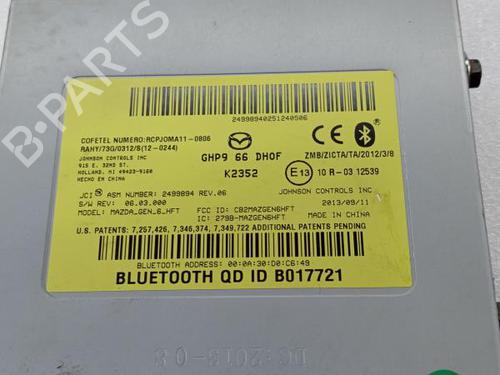 B-PARTS
24998940251240506
COFETEL NUMERO:RCPJOMA11-0806
RAHY/73G/0312/S(12-0244)
JOHNSON CONTROLS INC
915 E. 32ND ST.
HOLLAND, MI 49423-9160
HECHO EN CHINA
GHP9 66 DH0F
K2352
CE
Bluetooth
ZMB/ZICTA/TA/2012/3/8
E13 10 R-03 12539
JCI® ASM NUMBER: 2499894 REV.06
S/W REV: 06.03.000
MODEL: MAZDA_GEN_6_HFT
FCC ID: CB2MAZGEN6HFT
IC: 279B-MAZGEN6HFT
JOHNSON CONTROLS INC
2013/09/11
MADE IN CHINA
U.S. PATENTS: 7,257,426, 7,346,374, 7,349,722 ADDITIONAL PATENTS PENDING
BLUETOOTH ADDRESS: 00:0A:30:D0:C6:49
BLUETOOTH QD ID B017721